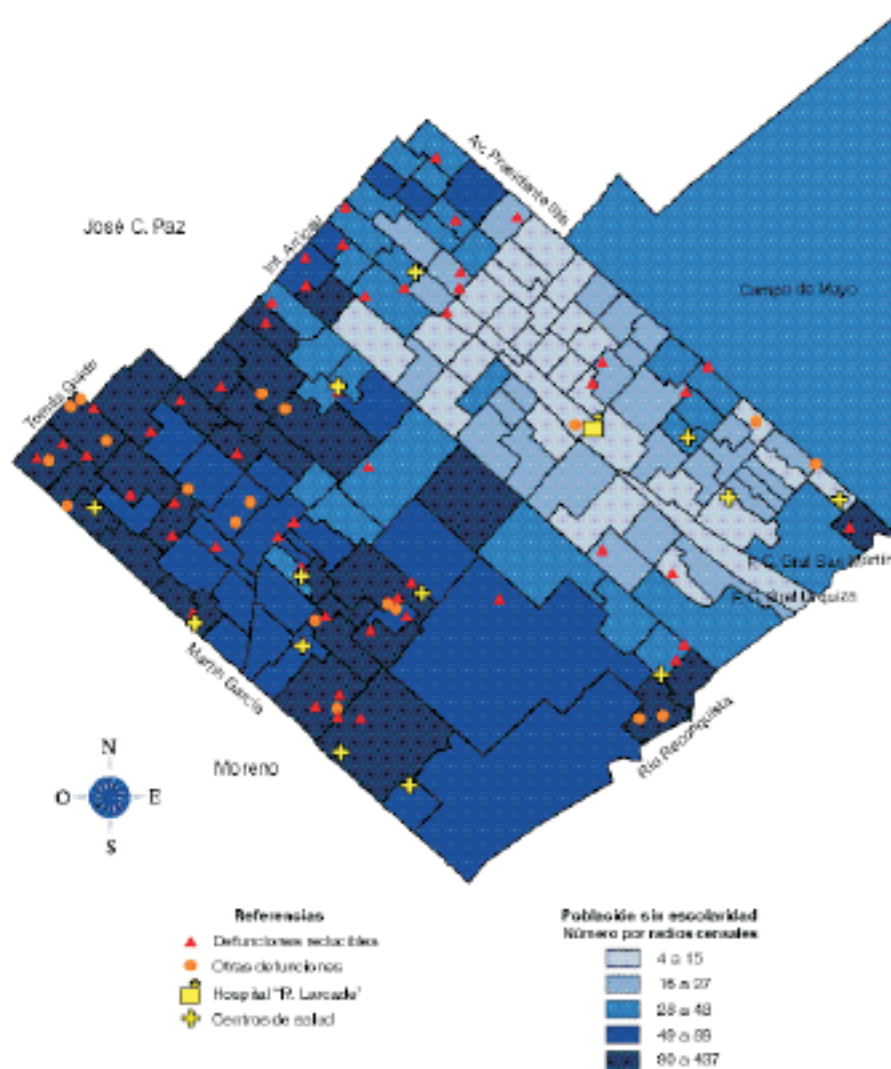 Av. Presidente Illia
José C. Paz
Int. Arricau
Campo de Mayo
Tomás Guido
F. C. Gral San Martín
F. C. Gral Urquiza
Martín García
Río Reconquista
Moreno
N
O E
S
Referencias
Defunciones reducibles
Otras defunciones
Hospital "R. Larcade"
Centros de salud
Población sin escolaridad
Número por radios censales
4 a 15
16 a 27
28 a 48
49 a
a 437